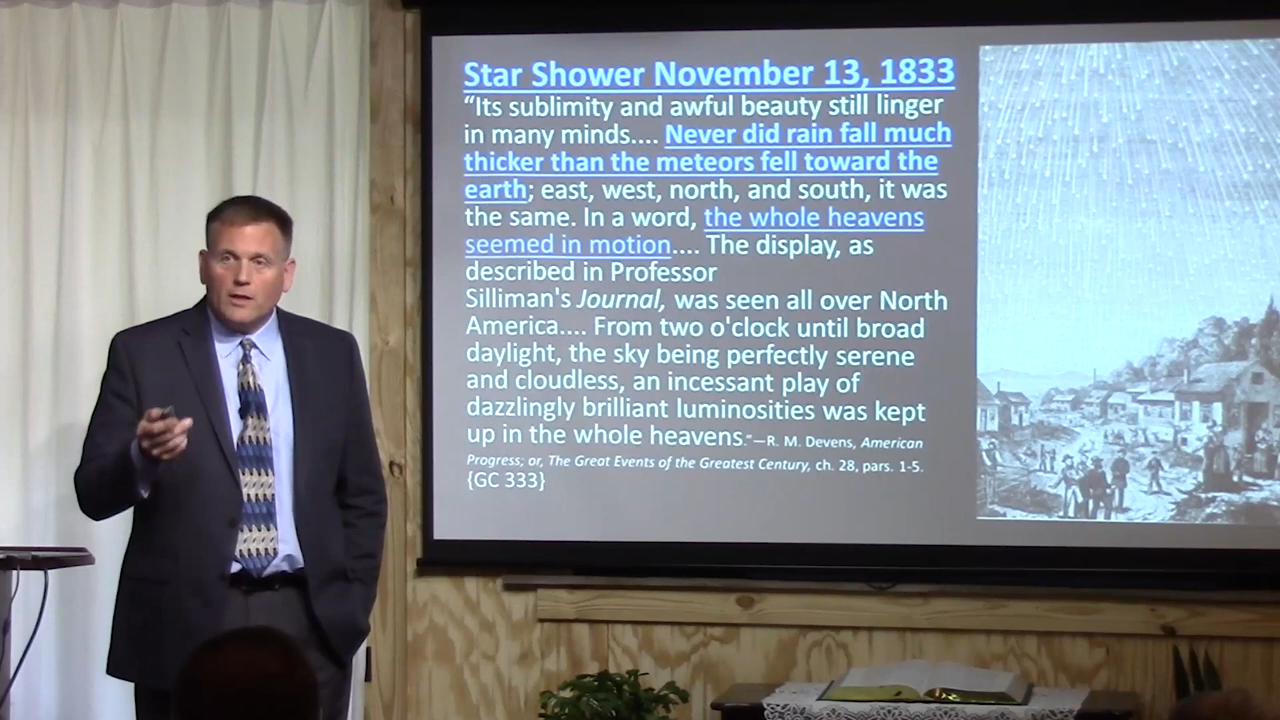 Star Shower November 13, 1833
“Its sublimity and awful beauty still linger
in many minds.... Never did rain fall much
thicker than the meteors fell toward the
earth; east, west, north, and south, it was
the same. In a word, the whole heavens
seemed in motion.... The display, as
described in Professor
Silliman's Journal, was seen all over North
America.... From two o'clock until broad
daylight, the sky being perfectly serene
and cloudless, an incessant play of
dazzlingly brilliant luminosities was kept
up in the whole heavens.”—R. M. Devens, American
Progress; or, The Great Events of the Greatest Century, ch. 28, pars. 1-5.
{GC 333}